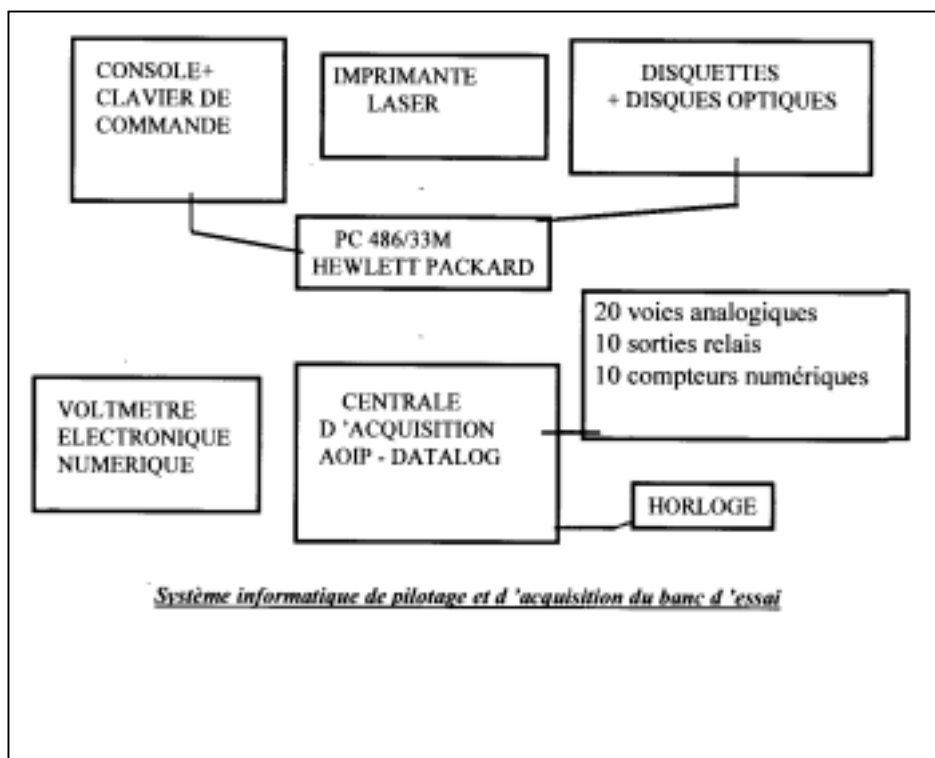 CONSOLE+
CLAVIER DE
COMMANDE
IMPRIMANTE
LASER
DISQUETTES
+ DISQUES OPTIQUES
PC 486/33M
HEWLETT PACKARD
20 voies analogiques
10 sorties relais
10 compteurs numériques
VOLTMETRE
ELECTRONIQUE
NUMERIQUE
CENTRALE
D 'ACQUISITION
AOIP - DATALOG
HORLOGE
Système informatique de pilotage et d 'acquisition du banc d 'essai